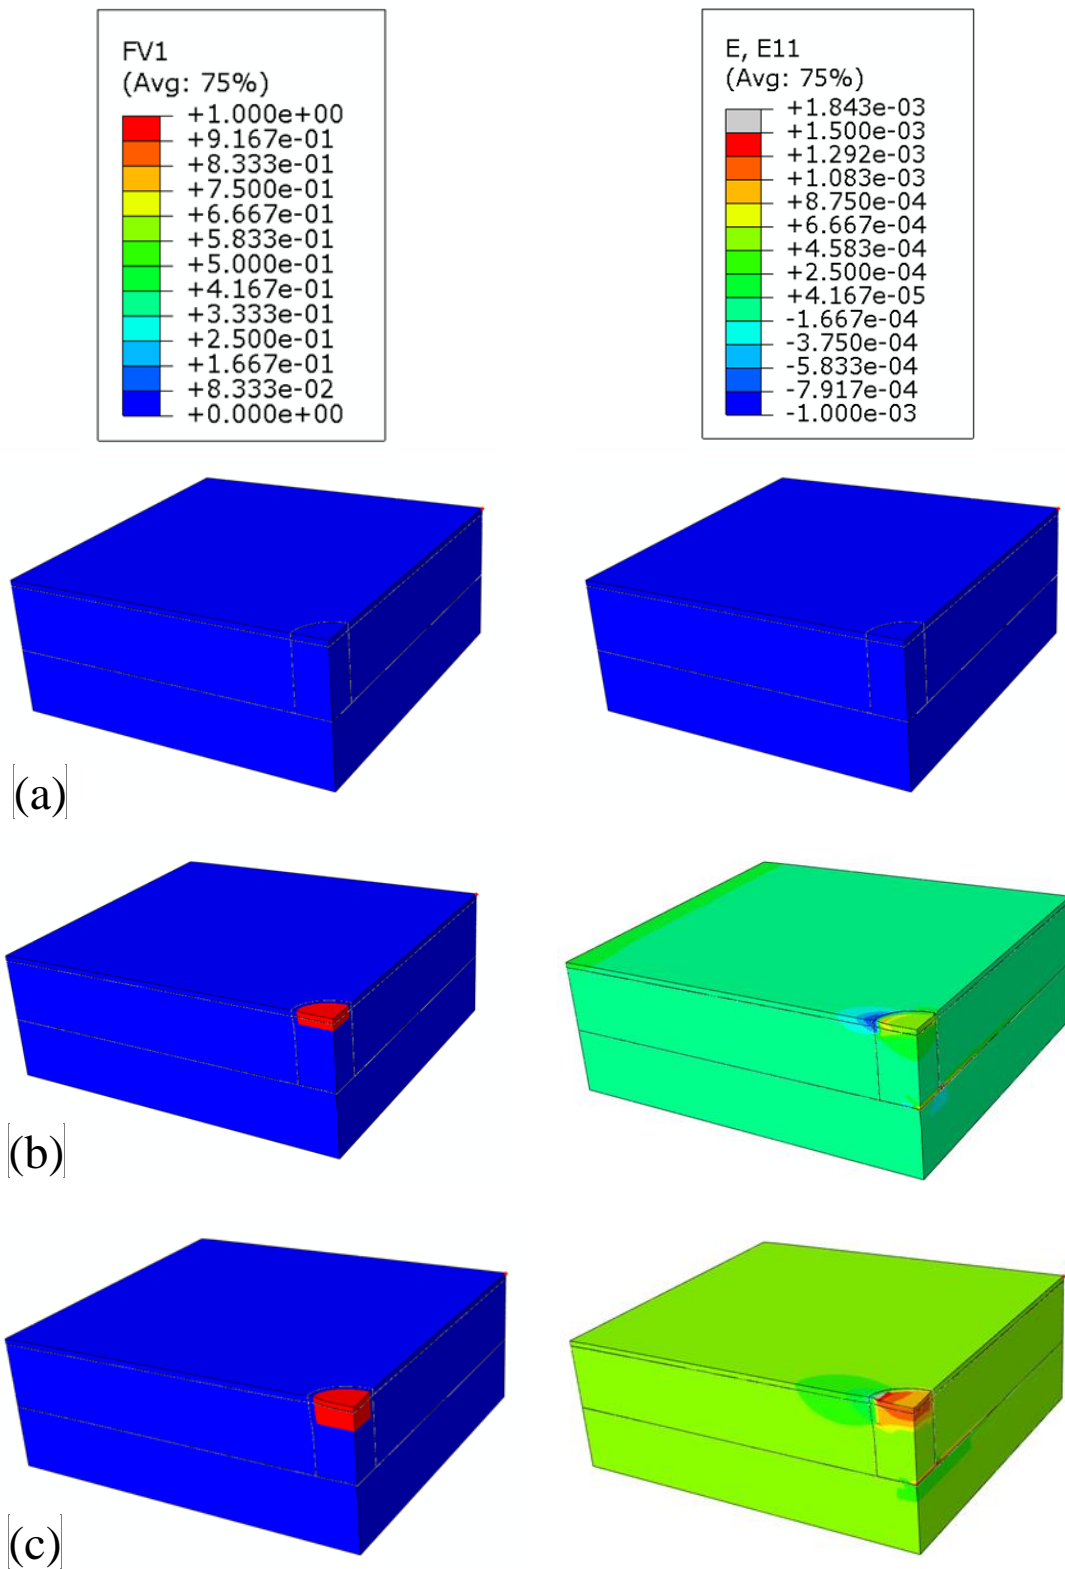 FV1
(Avg: 75%)
+1.000e+00
+9.167e-01
+8.333e-01
+7.500e-01
+6.667e-01
+5.833e-01
+5.000e-01
+4.167e-01
+3.333e-01
+2.500e-01
+1.667e-01
+8.333e-02
+0.000e+00
E, E11
(Avg: 75%)
+1.843e-03
+1.500e-03
+1.292e-03
+1.083e-03
+8.750e-04
+6.667e-04
+4.583e-04
+2.500e-04
+4.167e-05
-1.667e-04
-3.750e-04
-5.833e-04
-7.917e-04
-1.000e-03
(a)
(b)
(c)